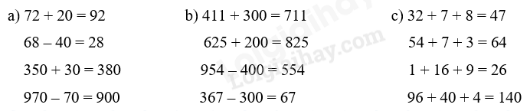 a) 72 + 20 = 92 b) 411 + 300 = 711 c) 32 + 7 + 8 = 47
68 – 40 = 28 625 + 200 = 825 54 + 7 + 3 = 64
350 + 30 = 380 954 – 400 = 554 1 + 16 + 9 = 26
970 – 70 = 900 367 – 300 = 67 96 + 40 + 4 = 140
Loigiaihay.com